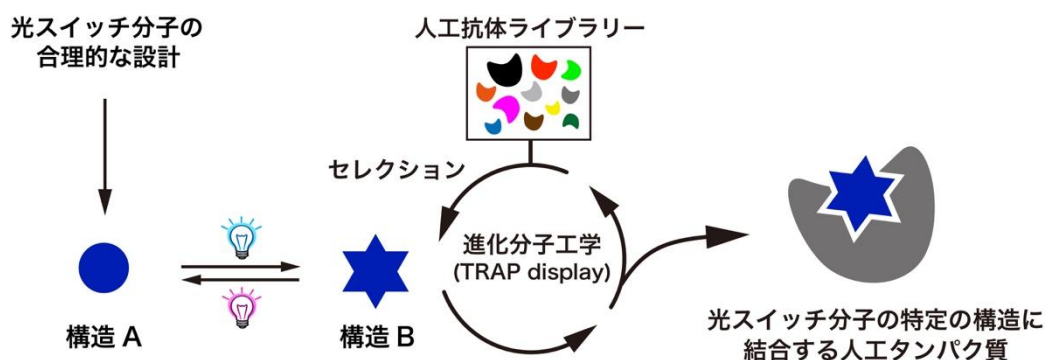 光スイッチ分子の
合理的な設計
人工抗体ライブラリー
セレクション
進化分子工学
(TRAP display)
構造 A
構造 B
光スイッチ分子の特定の構造に
結合する人工タンパク質